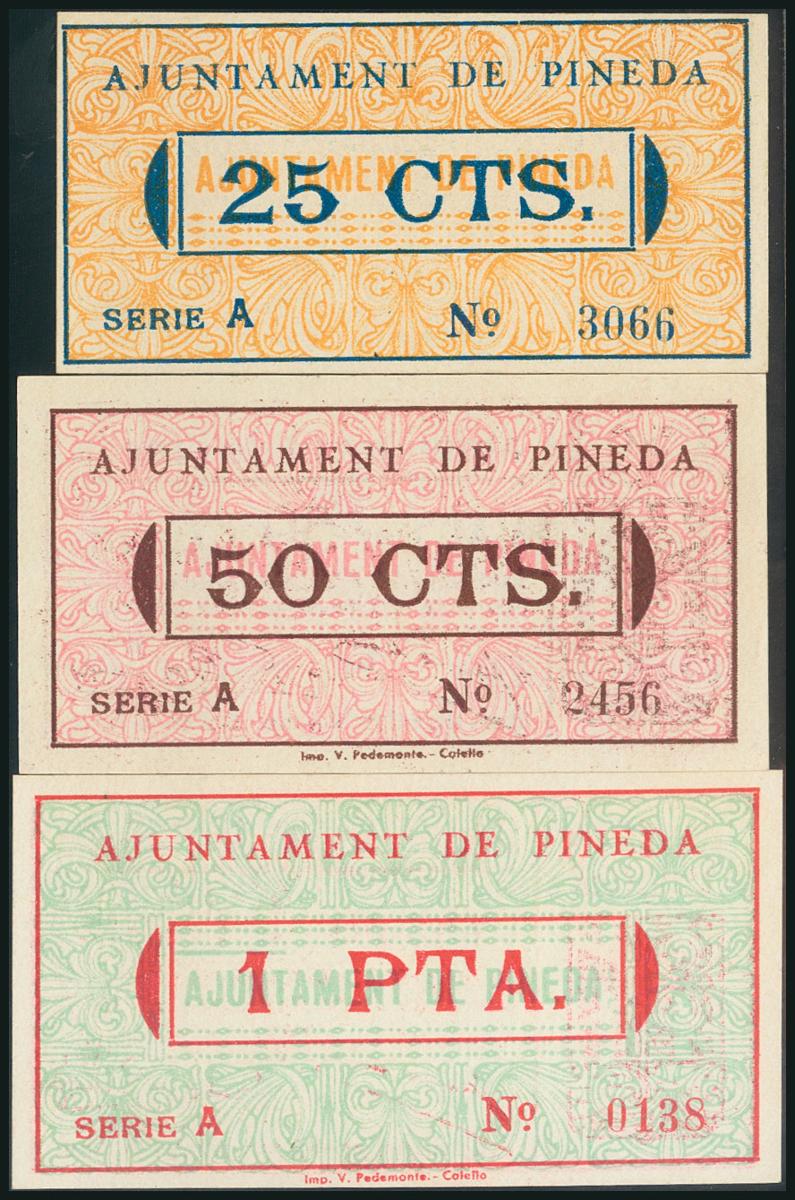 AJUNTAMENT DE PINEDA
AJUNTAMENT DE PINEDA
25 CTS.
SERIE A Nº 3066
AJUNTAMENT DE PINEDA
AJUNTAMENT DE PINEDA
50 CTS.
SERIE A Nº 2456
Imp. V. Pedemonte.- Calella
AJUNTAMENT DE PINEDA
AJUNTAMENT DE PINEDA
1 PTA.
SERIE A Nº 0138
Imp. V. Pedemonte.- Calella